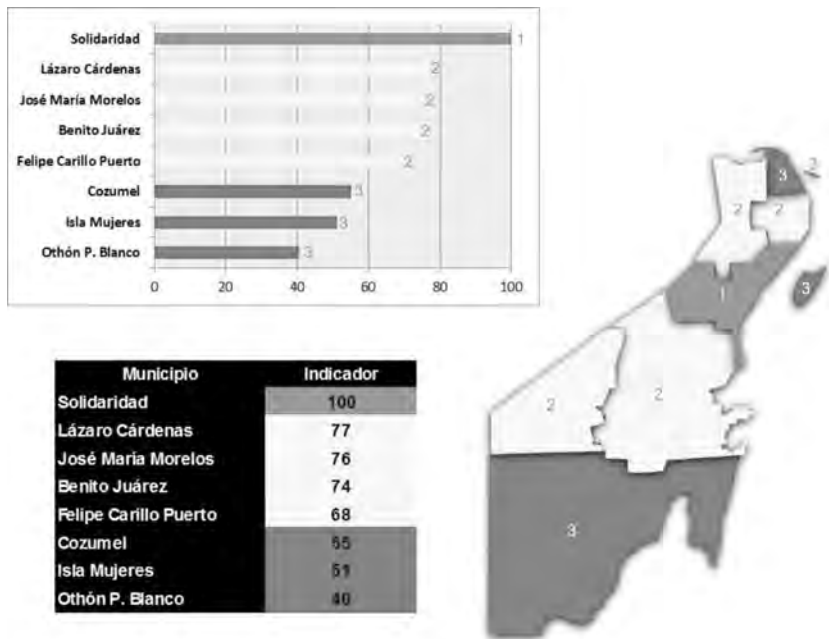 Solidaridad 1
Lázaro Cárdenas 2
José María Morelos 2
Benito Juárez 2
Felipe Carillo Puerto 2
Cozumel 3
Isla Mujeres 3
Othón P. Blanco 3
0 20 40 60 80 100
3 2
2 2
1 3
2 2
3
Municipio Indicador
Solidaridad 100
Lázaro Cárdenas 77
José María Morelos 76
Benito Juárez 74
Felipe Carillo Puerto 68
Cozumel 55
Isla Mujeres 51
Othón P. Blanco 40